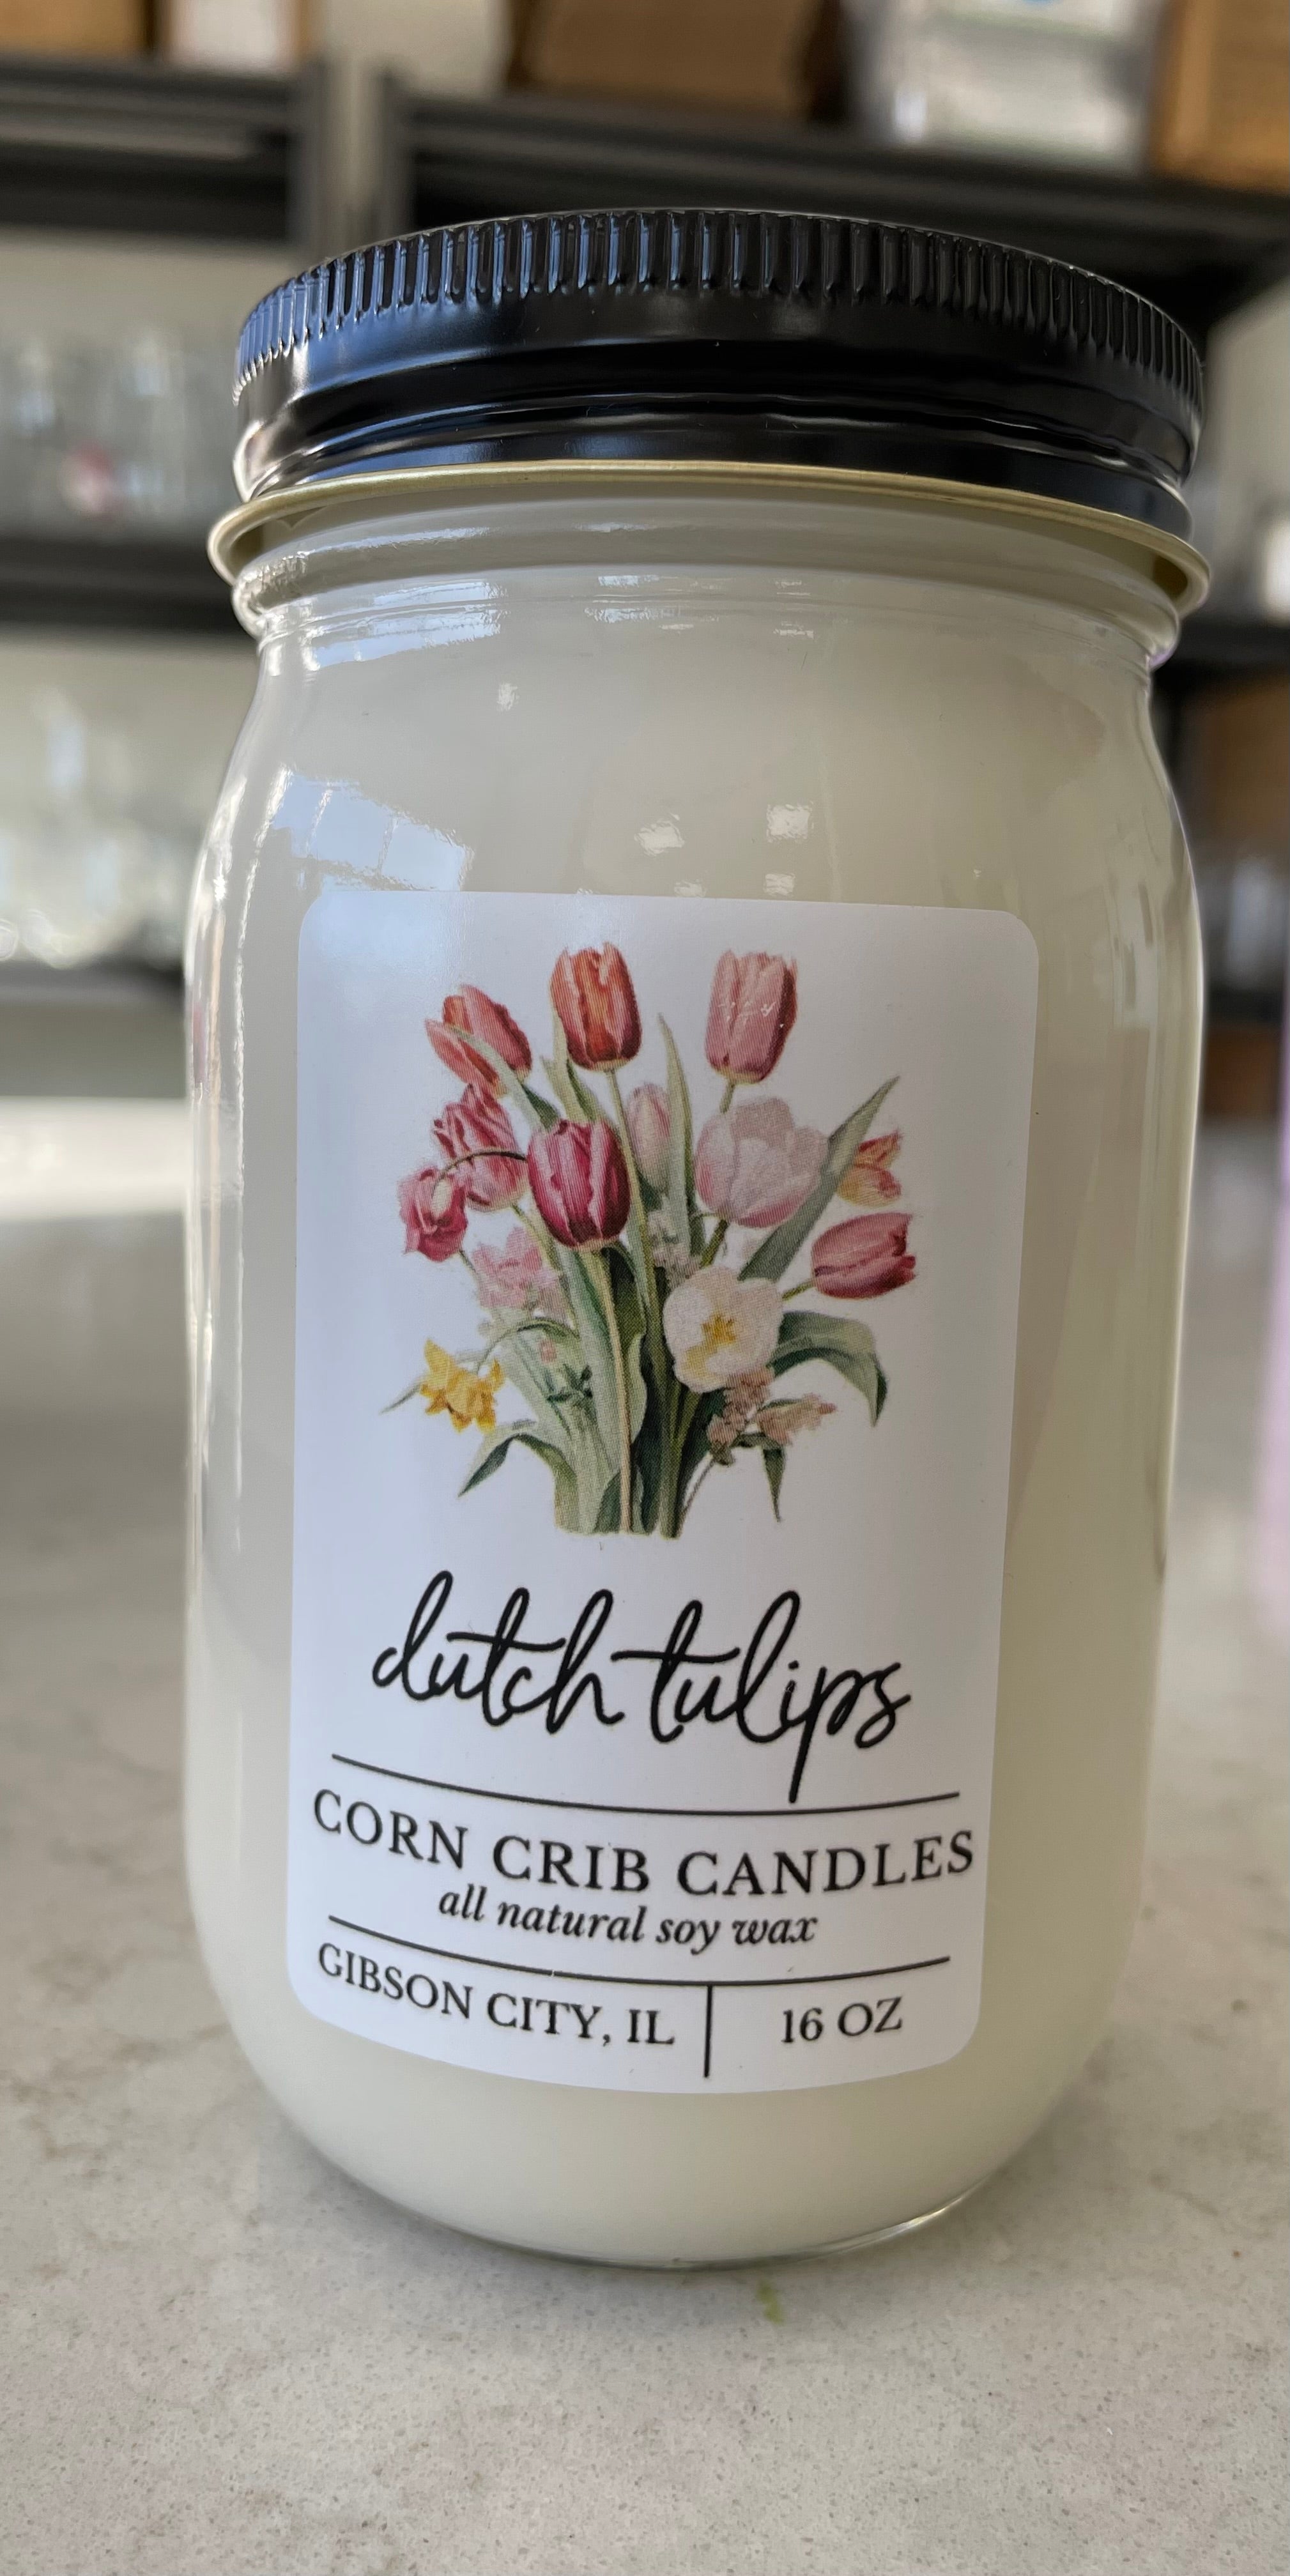 dutch tulips
CORN CRIB CANDLES
all natural soy wax
GIBSON CITY, IL
16 OZ